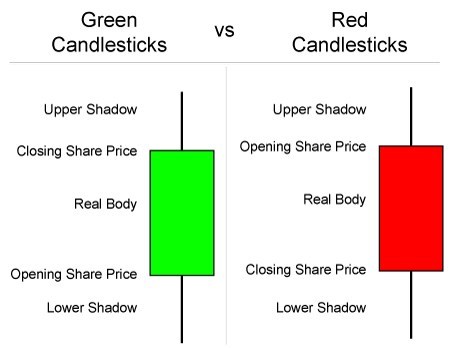 Green
Candlesticks
vs
Red
Candlesticks
Upper Shadow
Closing Share Price
Real Body
Opening Share Price
Lower Shadow
Upper Shadow
Opening Share Price
Real Body
Closing Share Price
Lower Shadow